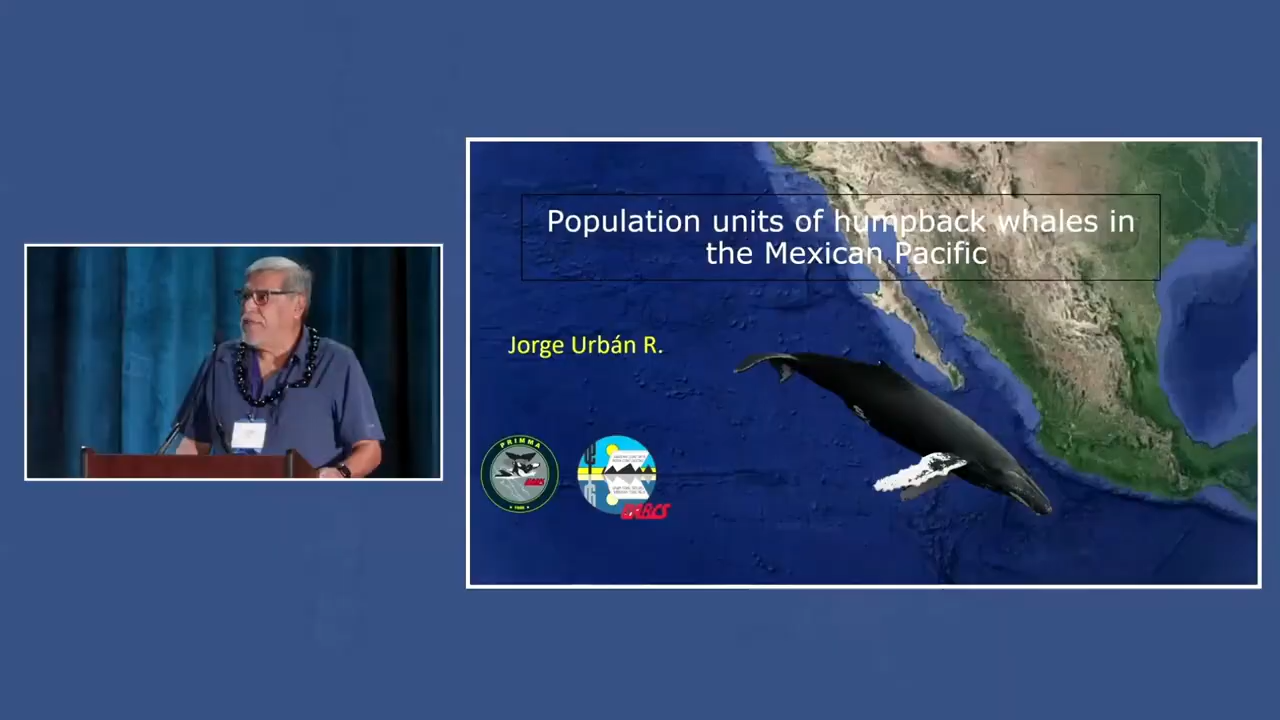 Population units of humpback whales in
the Mexican Pacific
Jorge Urbán R.
PRIMMA
UABCS
UABCS